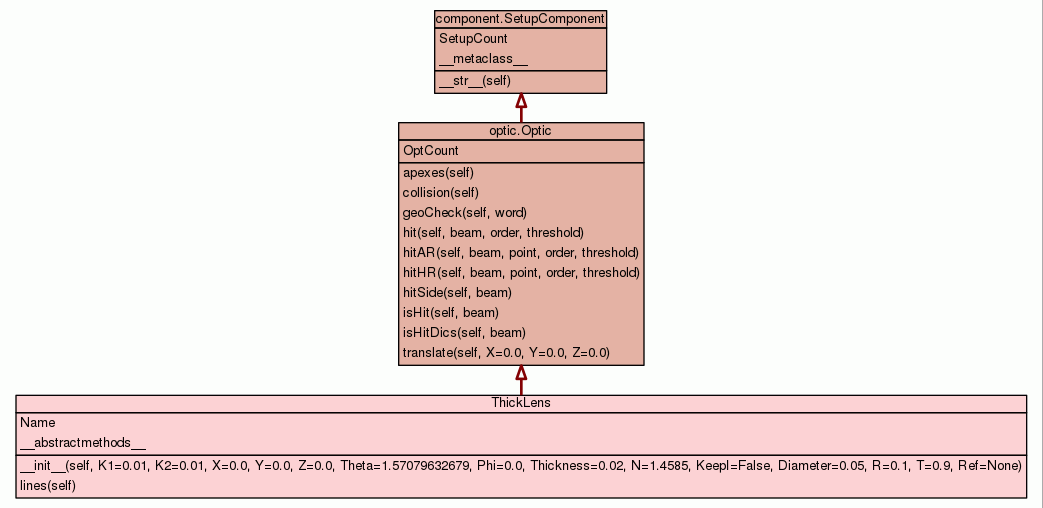 component.SetupComponent
SetupCount
__metaclass__
__str__(self)
optic.Optic
OptCount
apexes(self)
collision(self)
geoCheck(self, word)
hit(self, beam, order, threshold)
hitAR(self, beam, point, order, threshold)
hitHR(self, beam, point, order, threshold)
hitSide(self, beam)
isHit(self, beam)
isHitDics(self, beam)
translate(self, X=0.0, Y=0.0, Z=0.0)
ThickLens
Name
__abstractmethods__
__init__(self, K1=0.01, K2=0.01, X=0.0, Y=0.0, Z=0.0, Theta=1.57079632679, Phi=0.0, Thickness=0.02, N=1.4585, KeepI=False, Diameter=0.05, R=0.1, T=0.9, Ref=None)
lines(self)